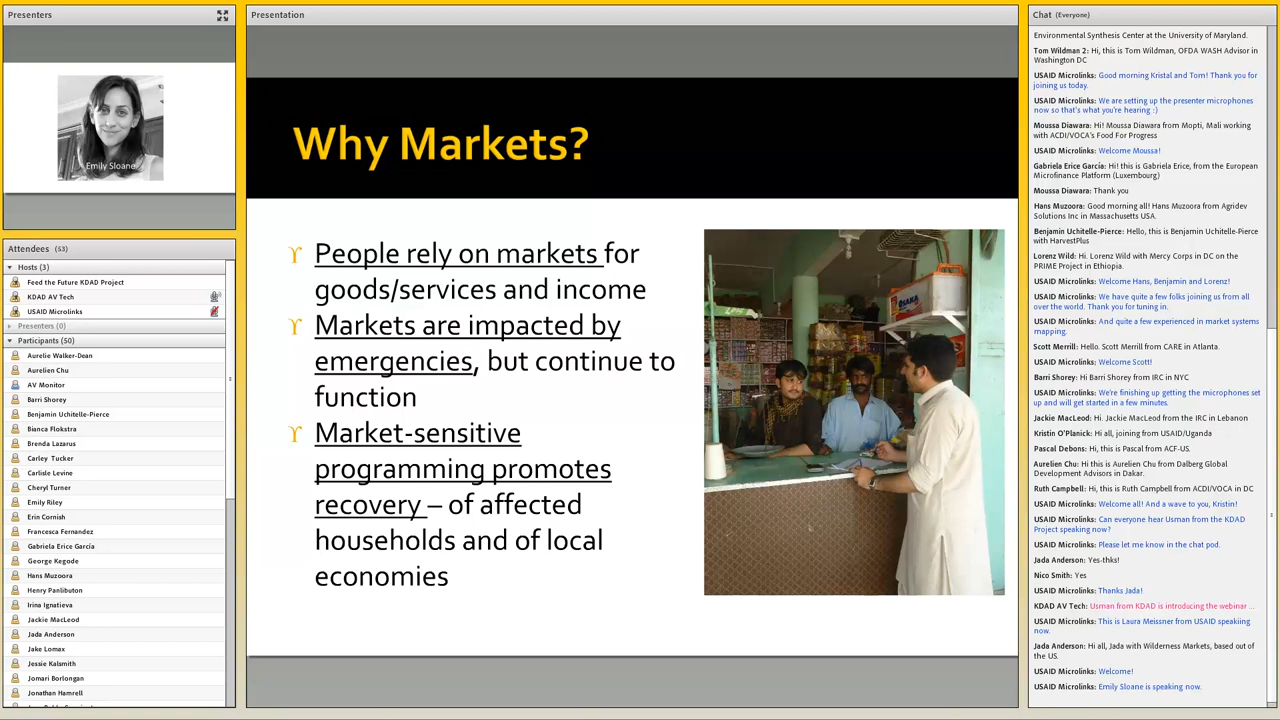 Presenters
Emily Sloane
Attendees (53)
Hosts (3)
Feed the Future KDAD Project
KDAD AV Tech
USAID Microlinks
Presenters (0)
Participants (50)
Aurelie Walker-Dean
Aurelien Chu
AV Monitor
Barri Shorey
Benjamin Uchitelle-Pierce
Bianca Flokstra
Brenda Lazarus
Carley Tucker
Carlisle Levine
Cheryl Turner
Emily Riley
Erin Cornish
Francesca Fernandez
Gabriela Erice García
George Kegode
Hans Muzoora
Henry Panlibuton
Irina Ignatieva
Jackie MacLeod
Jada Anderson
Jake Lomax
Jessie Kalsmith
Jomari Borlongan
Jonathan Hamrell
Presentation
Why Markets?
People rely on markets for
goods/services and income
Markets are impacted by
emergencies, but continue to
function
Market-sensitive
programming promotes
recovery – of affected
households and of local
economies
Chat (Everyone)
Environmental Synthesis Center at the University of Maryland.
Tom Wildman 2: Hi, this is Tom Wildman, OFDA WASH Advisor in
Washington DC
USAID Microlinks: Good morning Kristal and Tom! Thank you for
joining us today.
USAID Microlinks: We are setting up the presenter microphones
now so that's what you're hearing :)
Moussa Diawara: Hi! Moussa Diawara from Mopti, Mali working
with ACDI/VOCA's Food For Progress
USAID Microlinks: Welcome Moussa!
Gabriela Erice García: Hi! this is Gabriela Erice, from the European
Microfinance Platform (Luxembourg)
Moussa Diawara: Thank you
Hans Muzoora: Good morning all! Hans Muzoora from Agridev
Solutions Inc in Massachusetts USA.
Benjamin Uchitelle-Pierce: Hello, this is Benjamin Uchitelle-Pierce
with HarvestPlus
Lorenz Wild: Hi. Lorenz Wild with Mercy Corps in DC on the
PRIME Project in Ethiopia.
USAID Microlinks: Welcome Hans, Benjamin and Lorenz!
USAID Microlinks: We have quite a few folks joining us from all
over the world. Thank you for tuning in.
USAID Microlinks: And quite a few experienced in market systems
mapping.
Scott Merrill: Hello. Scott Merrill from CARE in Atlanta.
USAID Microlinks: Welcome Scott!
Barri Shorey: Hi Barri Shorey from IRC in NYC
USAID Microlinks: We're finishing up getting the microphones set
up and will get started in a few minutes.
Jackie MacLeod: Hi. Jackie MacLeod from the IRC in Lebanon
Kristin O'Planick: Hi all, joining from USAID/Uganda
Pascal Debons: Hi, this is Pascal from ACF-US.
Aurelien Chu: Hi this is Aurelien Chu from Dalberg Global
Development Advisors in Dakar.
Ruth Campbell: Hi, this is Ruth Campbell from ACDI/VOCA in DC
USAID Microlinks: Welcome all! And a wave to you, Kristin!
USAID Microlinks: Can everyone hear Usman from the KDAD
Project speaking now?
USAID Microlinks: Please let me know in the chat pod.
Jada Anderson: Yes-thks!
Nico Smith: Yes
USAID Microlinks: Thanks Jada!
KDAD AV Tech: Usman from KDAD is introducing the webinar ...
USAID Microlinks: This is Laura Meissner from USAID speakiing
now.
Jada Anderson: Hi all, Jada with Wilderness Markets, based out of
the US.
USAID Microlinks: Welcome!
USAID Microlinks: Emily Sloane is speaking now.